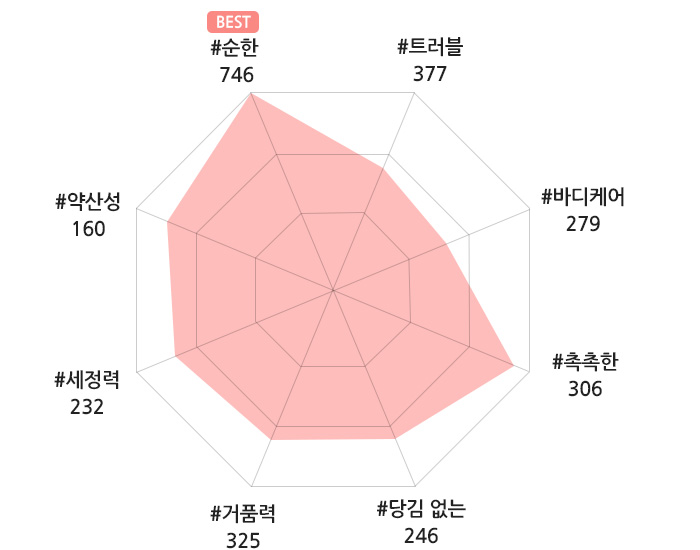 BEST
#순한
746
#트러블
377
#바디케어
279
#촉촉한
306
#당김 없는
246
#거품력
325
#세정력
232
#약산성
160